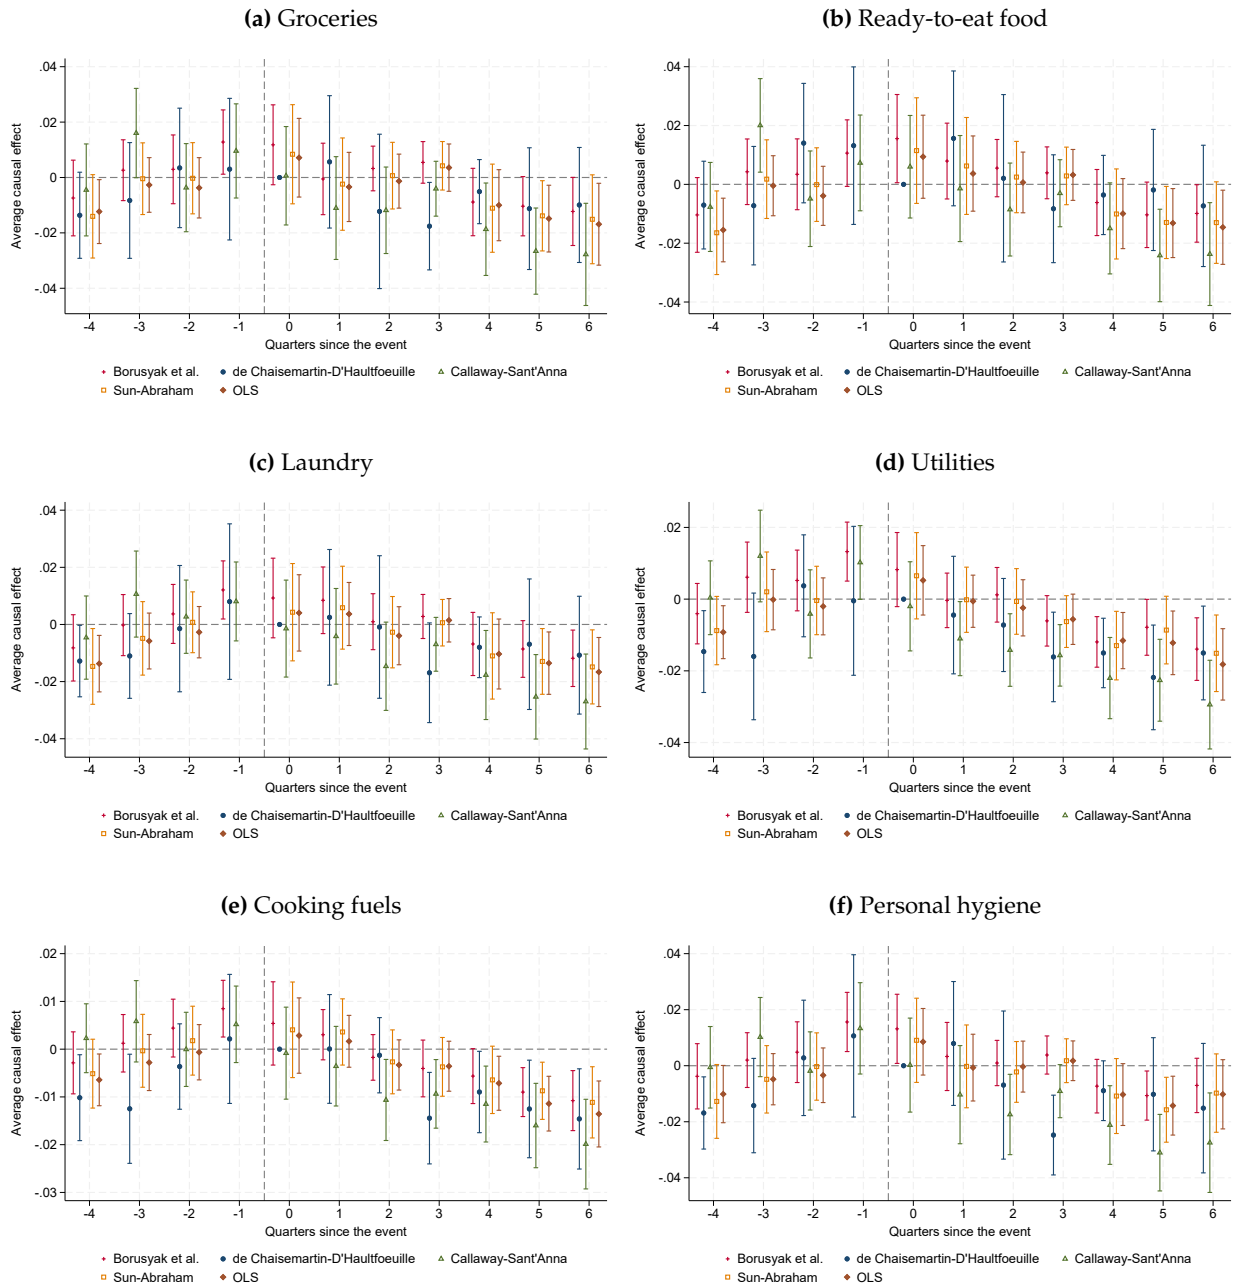 (a) Groceries
.04
.02
0
-.02
-.04
Average causal effect
-4 -3 -2 -1 0 1 2 3 4 5 6
Quarters since the event
Borusyak et al. de Chaisemartin-D'Haultfoeuille Callaway-Sant'Anna
Sun-Abraham OLS
(b) Ready-to-eat food
.04
.02
0
-.02
-.04
Average causal effect
-4 -3 -2 -1 0 1 2 3 4 5 6
Quarters since the event
Borusyak et al. de Chaisemartin-D'Haultfoeuille Callaway-Sant'Anna
Sun-Abraham OLS
(c) Laundry
.04
.02
0
-.02
-.04
Average causal effect
-4 -3 -2 -1 0 1 2 3 4 5 6
Quarters since the event
Borusyak et al. de Chaisemartin-D'Haultfoeuille Callaway-Sant'Anna
Sun-Abraham OLS
(d) Utilities
.02
0
-.02
-.04
Average causal effect
-4 -3 -2 -1 0 1 2 3 4 5 6
Quarters since the event
Borusyak et al. de Chaisemartin-D'Haultfoeuille Callaway-Sant'Anna
Sun-Abraham OLS
(e) Cooking fuels
.02
.01
0
-.01
-.02
-.03
Average causal effect
-4 -3 -2 -1 0 1 2 3 4 5 6
Quarters since the event
Borusyak et al. de Chaisemartin-D'Haultfoeuille Callaway-Sant'Anna
Sun-Abraham OLS
(f) Personal hygiene
.04
.02
0
-.02
-.04
Average causal effect
-4 -3 -2 -1 0 1 2 3 4 5 6
Quarters since the event
Borusyak et al. de Chaisemartin-D'Haultfoeuille Callaway-Sant'Anna
Sun-Abraham OLS